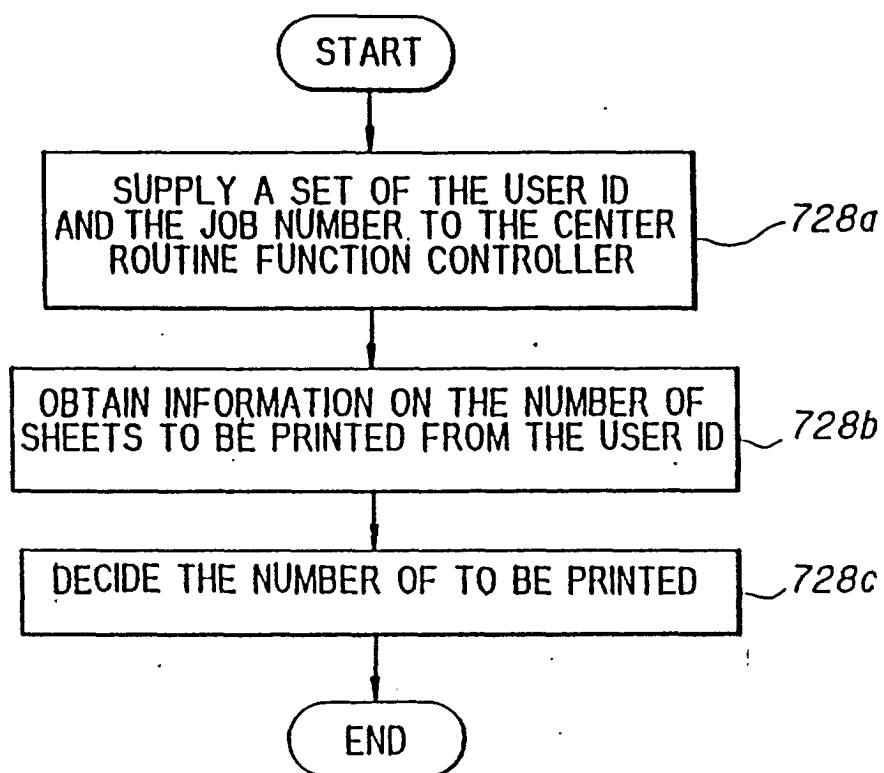 START
SUPPLY A SET OF THE USER ID
AND THE JOB NUMBER TO THE CENTER
ROUTINE FUNCTION CONTROLLER
728a
OBTAIN INFORMATION ON THE NUMBER OF
SHEETS TO BE PRINTED FROM THE USER ID
728b
DECIDE THE NUMBER OF TO BE PRINTED
728c
END